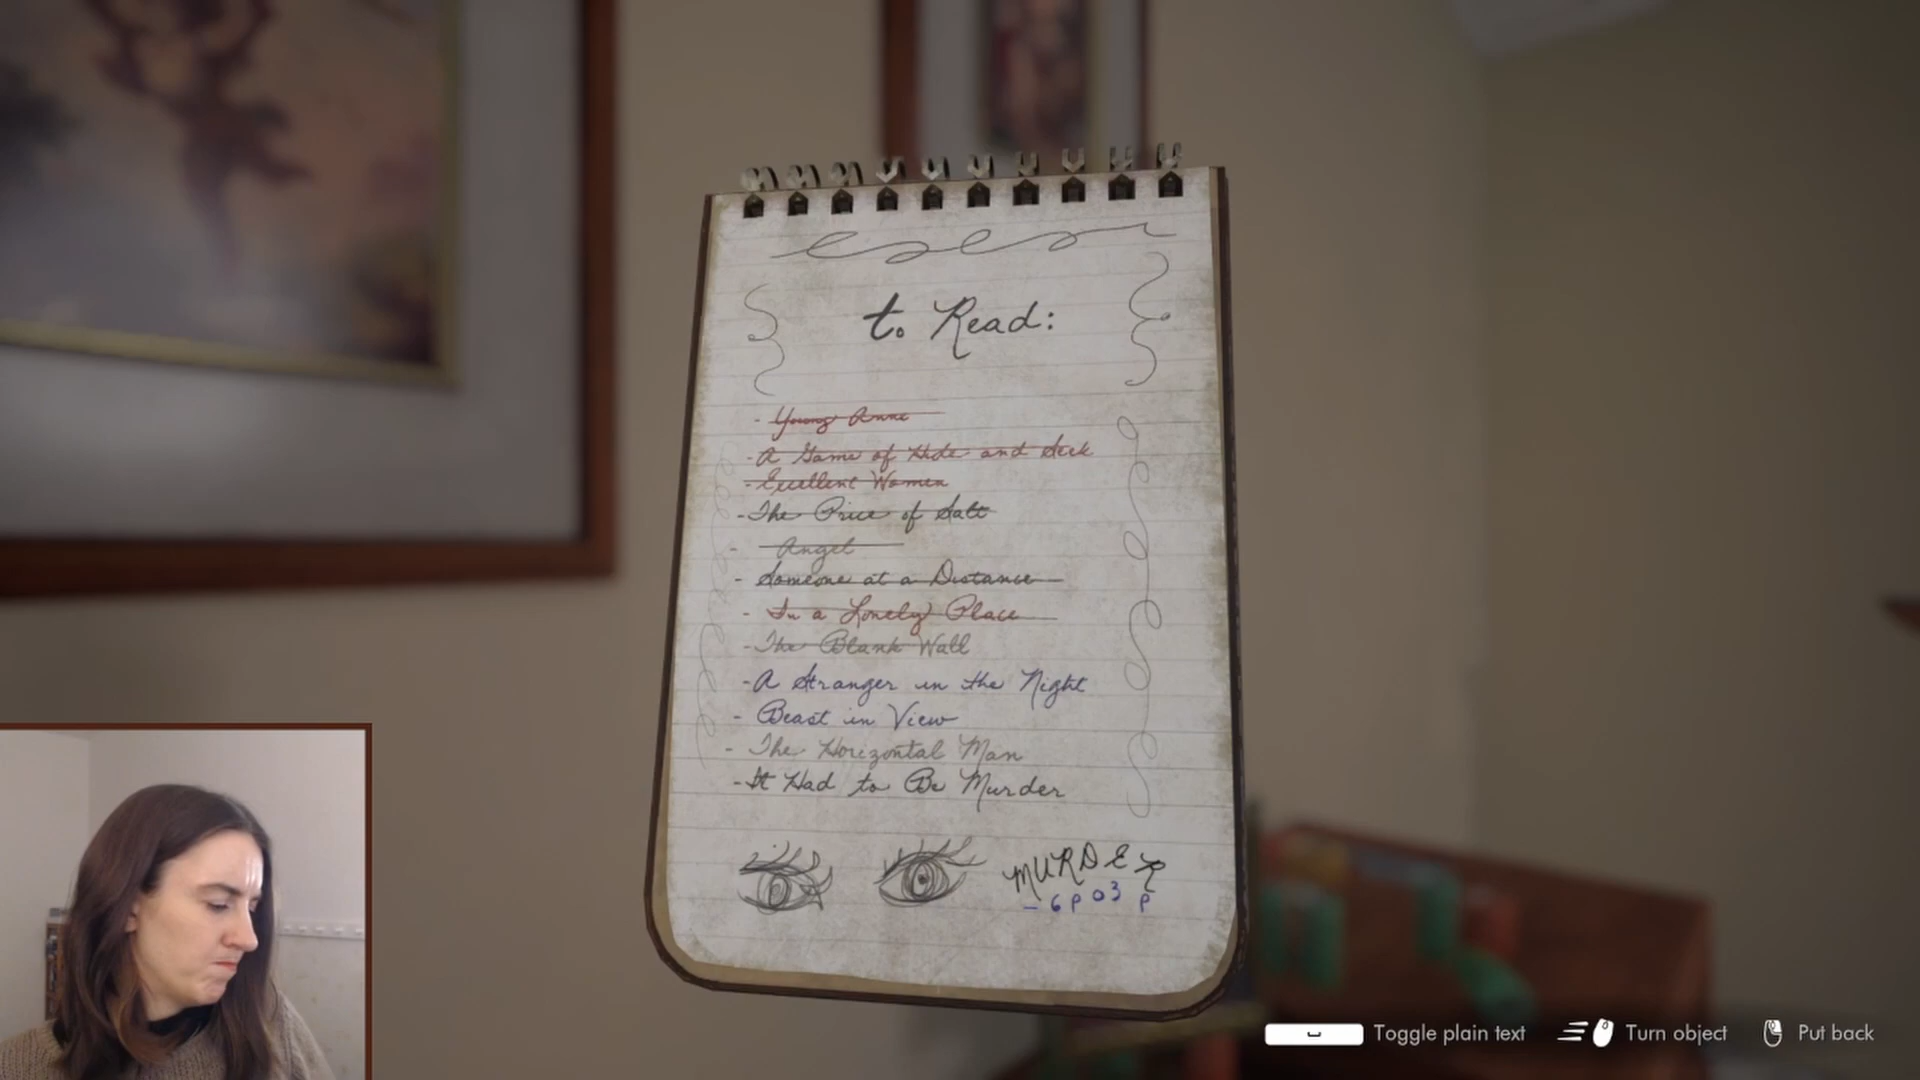 to Read:
- Young Anne
- A Game of Hide and Seek
- Excellent Women
- The Price of Salt
- Angel
- Someone at a Distance
- In a Lonely Place
- The Blank Wall
- A Stranger in the Night
- Beast in View
- The Horizontal Man
- It Had to Be Murder
MURDER
Toggle plain text
Turn object
Put back